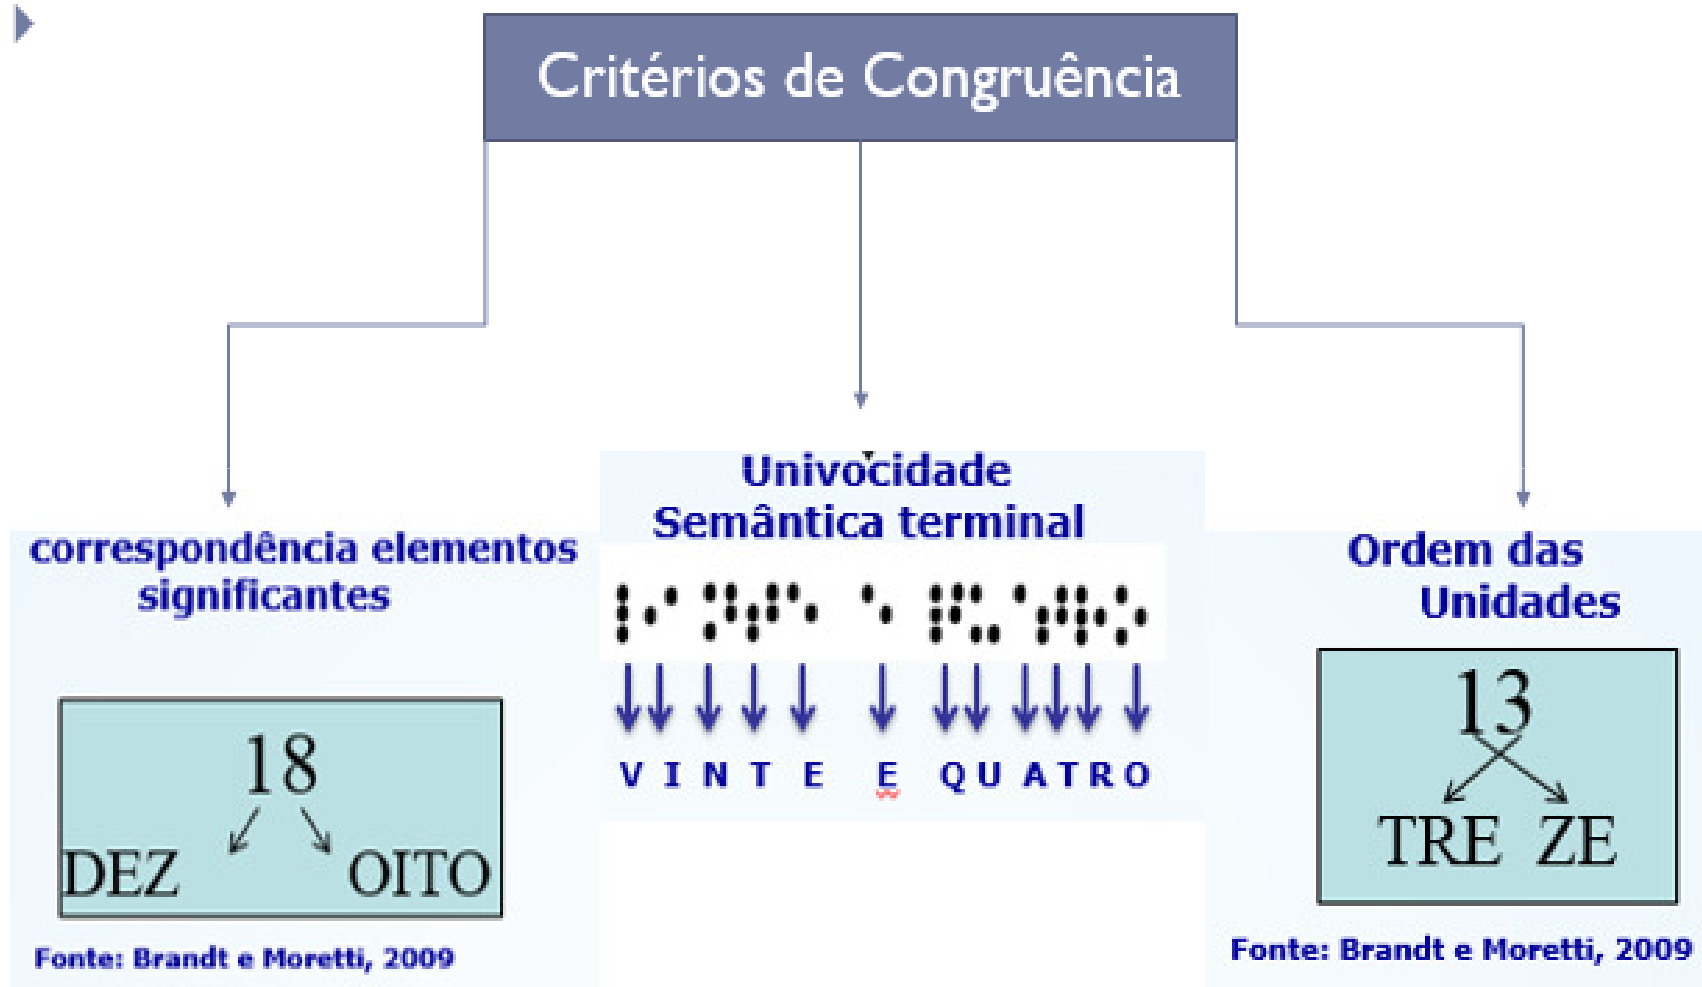 Critérios de Congruência
correspondência elementos
significantes
18
DEZ OITO
Fonte: Brandt e Moretti, 2009
Univocidade
Semântica terminal
⠧⠊⠝⠞⠑ ⠑ ⠟⠥⠁⠞⠗⠕
V I N T E E Q U A T R O
Ordem das
Unidades
13
TRE ZE
Fonte: Brandt e Moretti, 2009